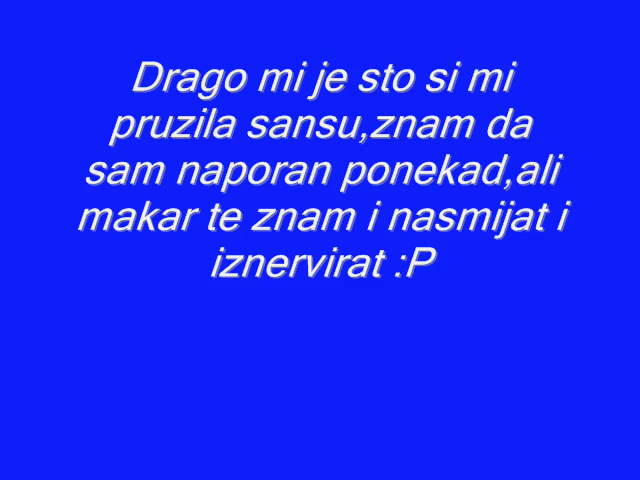 Drago mi je sto si mi
pruzila sansu,znam da
sam naporan ponekad,ali
makar te znam i nasmijat i
iznervirat :P